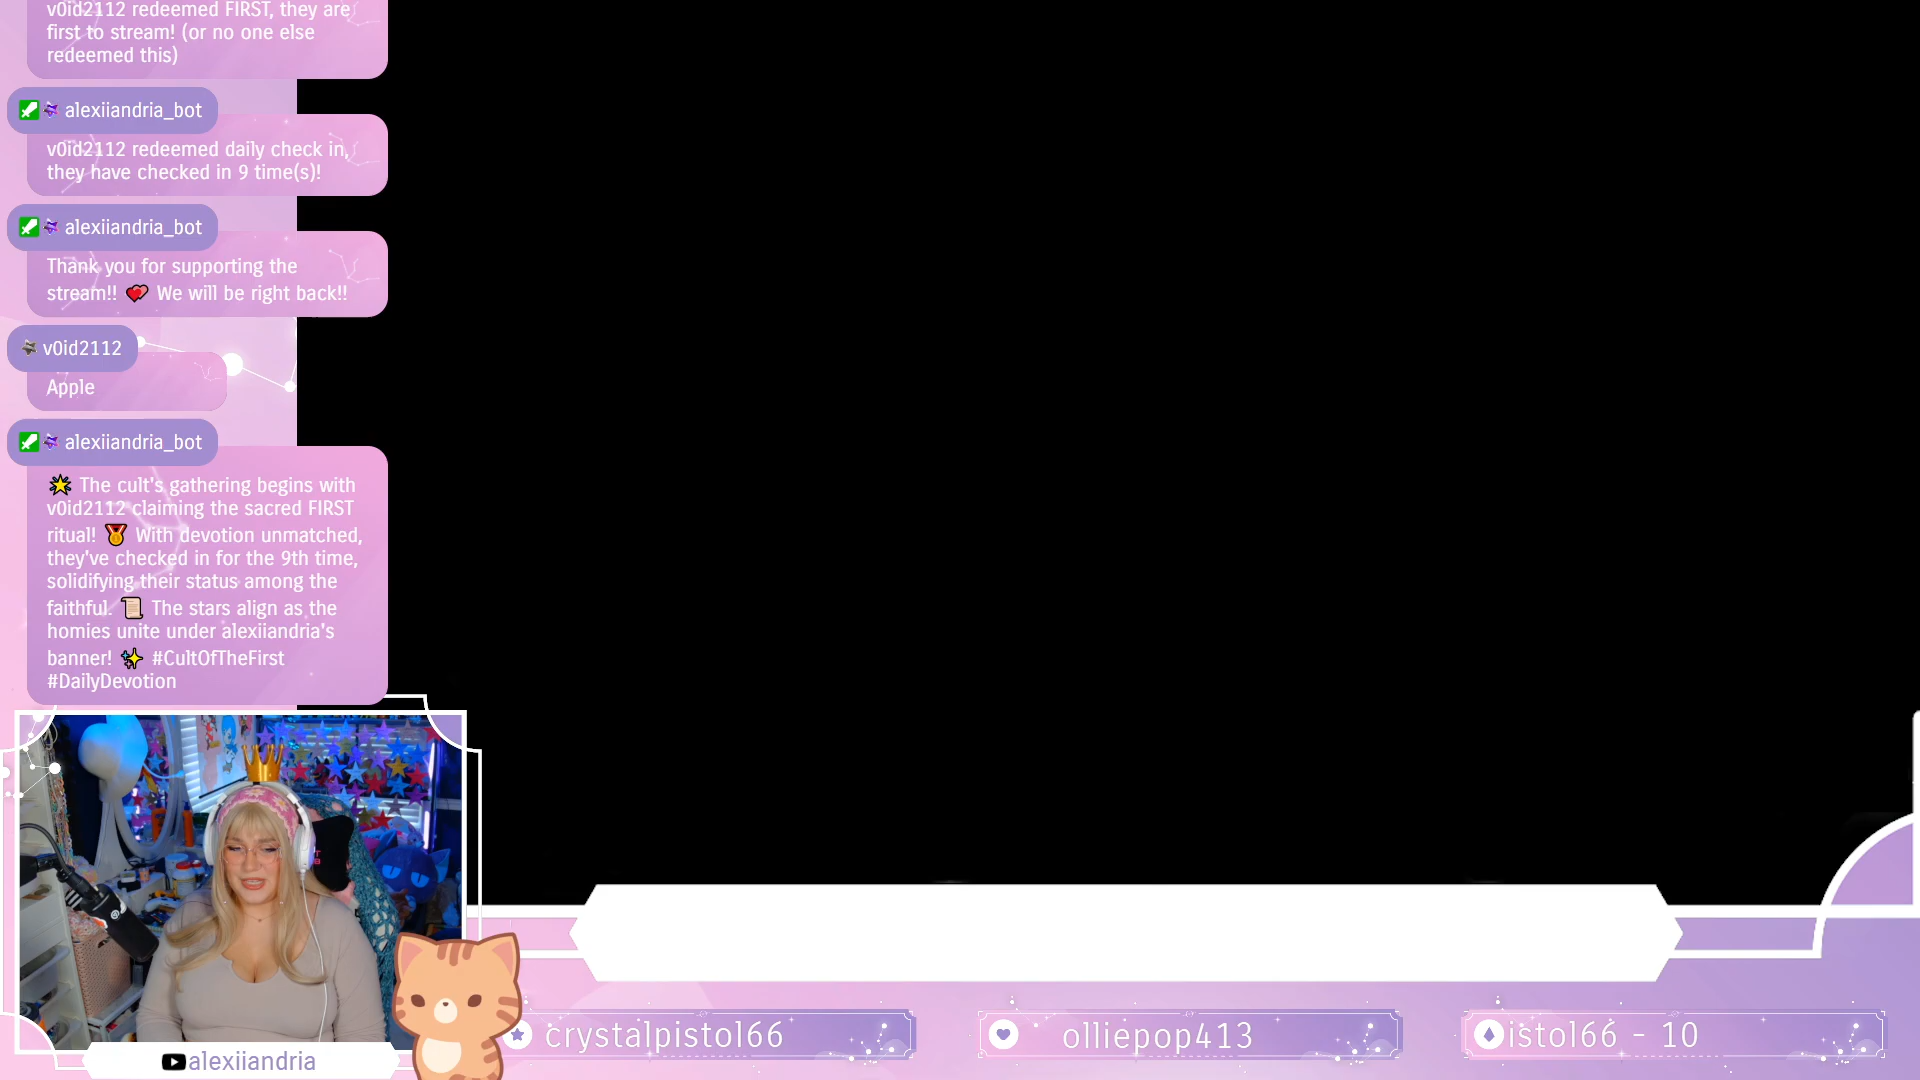 v0id2112 redeemed FIRST, they are
first to stream! (or no one else
redeemed this)
alexiiandria_bot
v0id2112 redeemed daily check in,
they have checked in 9 time(s)!
alexiiandria_bot
Thank you for supporting the
stream!! 💕 We will be right back!!
v0id2112
Apple
alexiiandria_bot
🌟 The cult's gathering begins with
v0id2112 claiming the sacred FIRST
ritual! 🏅 With devotion unmatched,
they've checked in for the 9th time,
solidifying their status among the
faithful. 📜 The stars align as the
homies unite under alexiiandria's
banner! ✨ #CultOfTheFirst
#DailyDevotion
alexiiandria
crystalpistol66
olliepop413
istol66 - 10